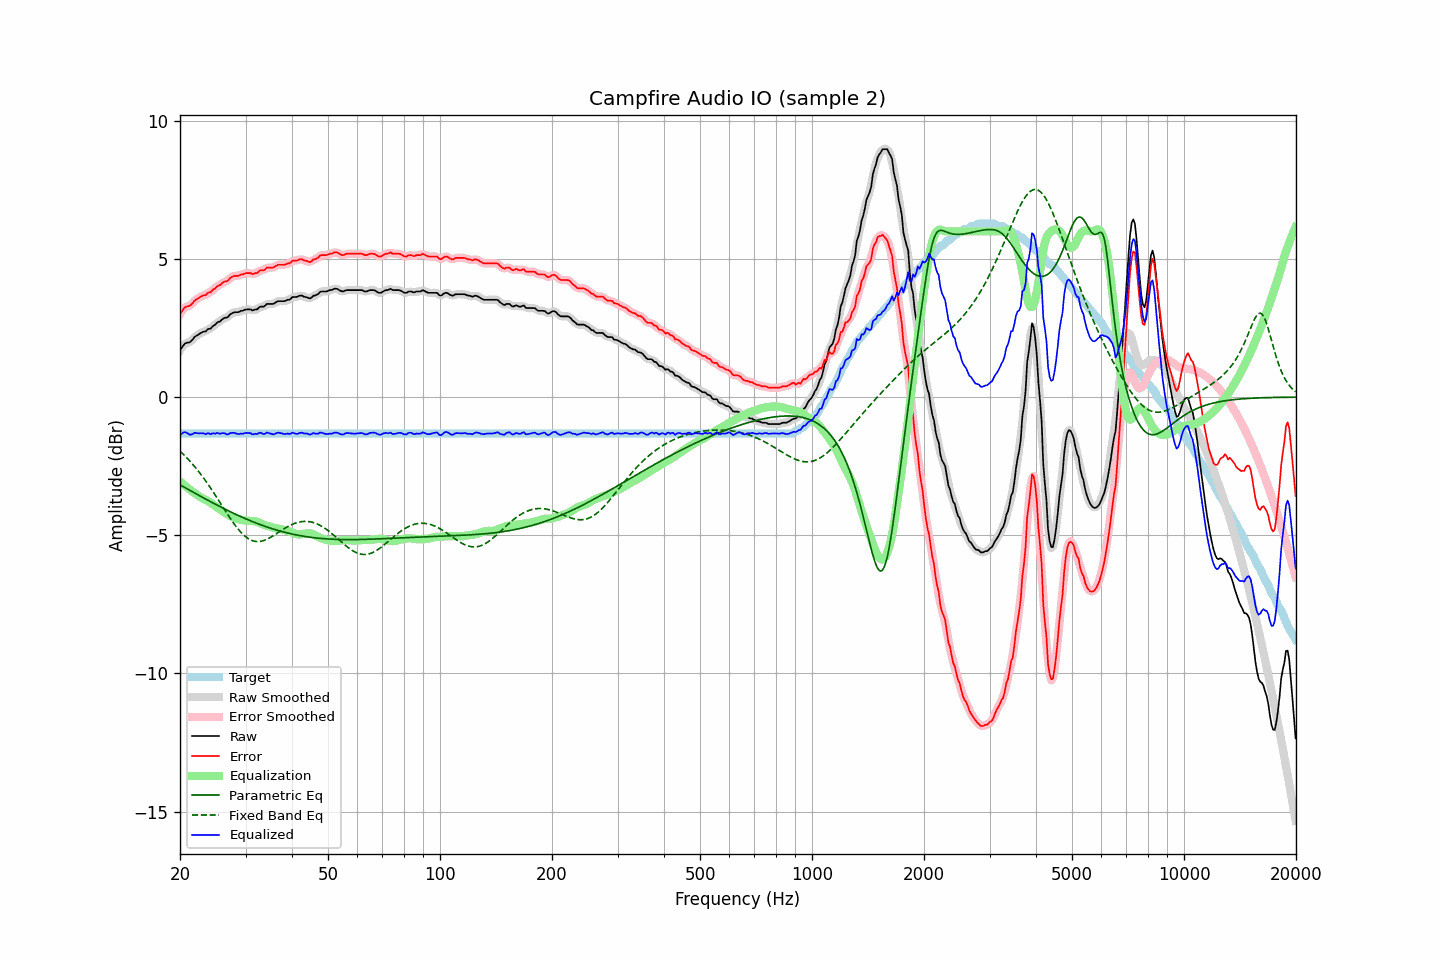 Campfire Audio IO (sample 2)
10
5
0
−5
−10
−15
Amplitude (dBr)
Target
Raw Smoothed
Error Smoothed
Raw
Error
Equalization
Parametric Eq
Fixed Band Eq
Equalized
20 50 100 200 500 1000 2000 5000 10000 20000
Frequency (Hz)